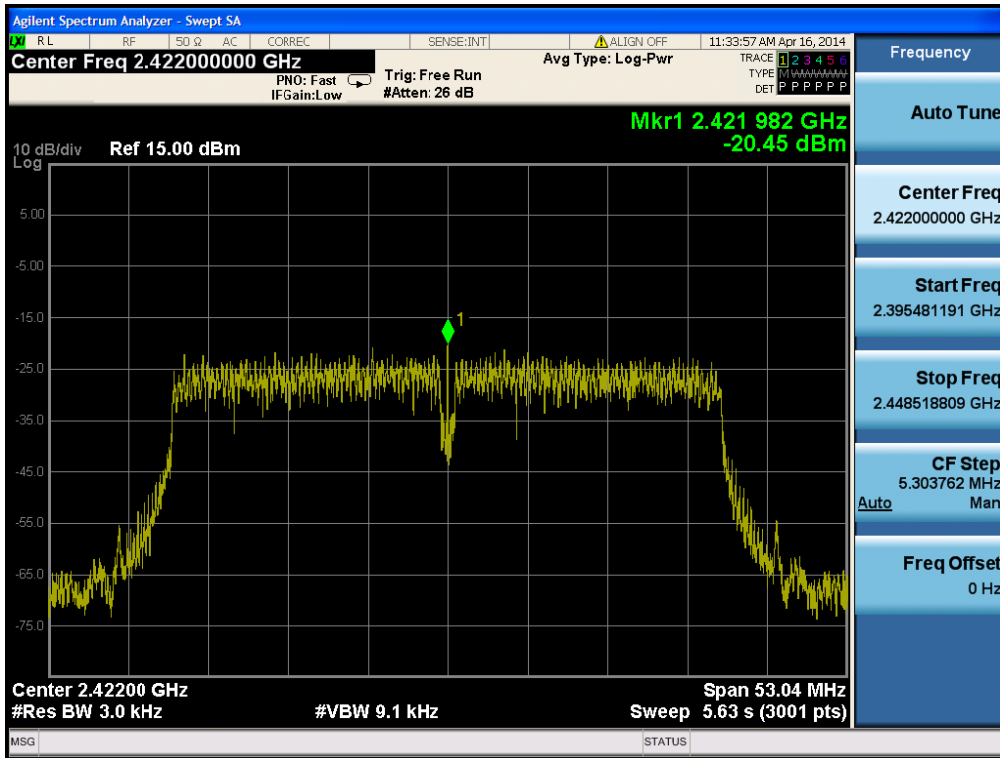 Agilent Spectrum Analyzer - Swept SA
LXI RL RF 50 Ω AC CORREC SENSE:INT ALIGN OFF 11:33:57 AM Apr 16, 2014
Center Freq 2.422000000 GHz
PNO: Fast
IFGain:Low
Trig: Free Run
#Atten: 26 dB
Avg Type: Log-Pwr
TRACE 1 2 3 4 5 6
TYPE M
DET P P P P P P
Mkr1 2.421 982 GHz
-20.45 dBm
10 dB/div Ref 15.00 dBm
Log
5.00
-5.00
-15.0
-25.0
-35.0
-45.0
-55.0
-65.0
-75.0
1
Center 2.42200 GHz Span 53.04 MHz
#Res BW 3.0 kHz #VBW 9.1 kHz Sweep 5.63 s (3001 pts)
MSG STATUS
Frequency
Auto Tune
Center Freq
2.422000000 GHz
Start Freq
2.395481191 GHz
Stop Freq
2.448518809 GHz
CF Step
5.303762 MHz
Auto Man
Freq Offset
0 Hz